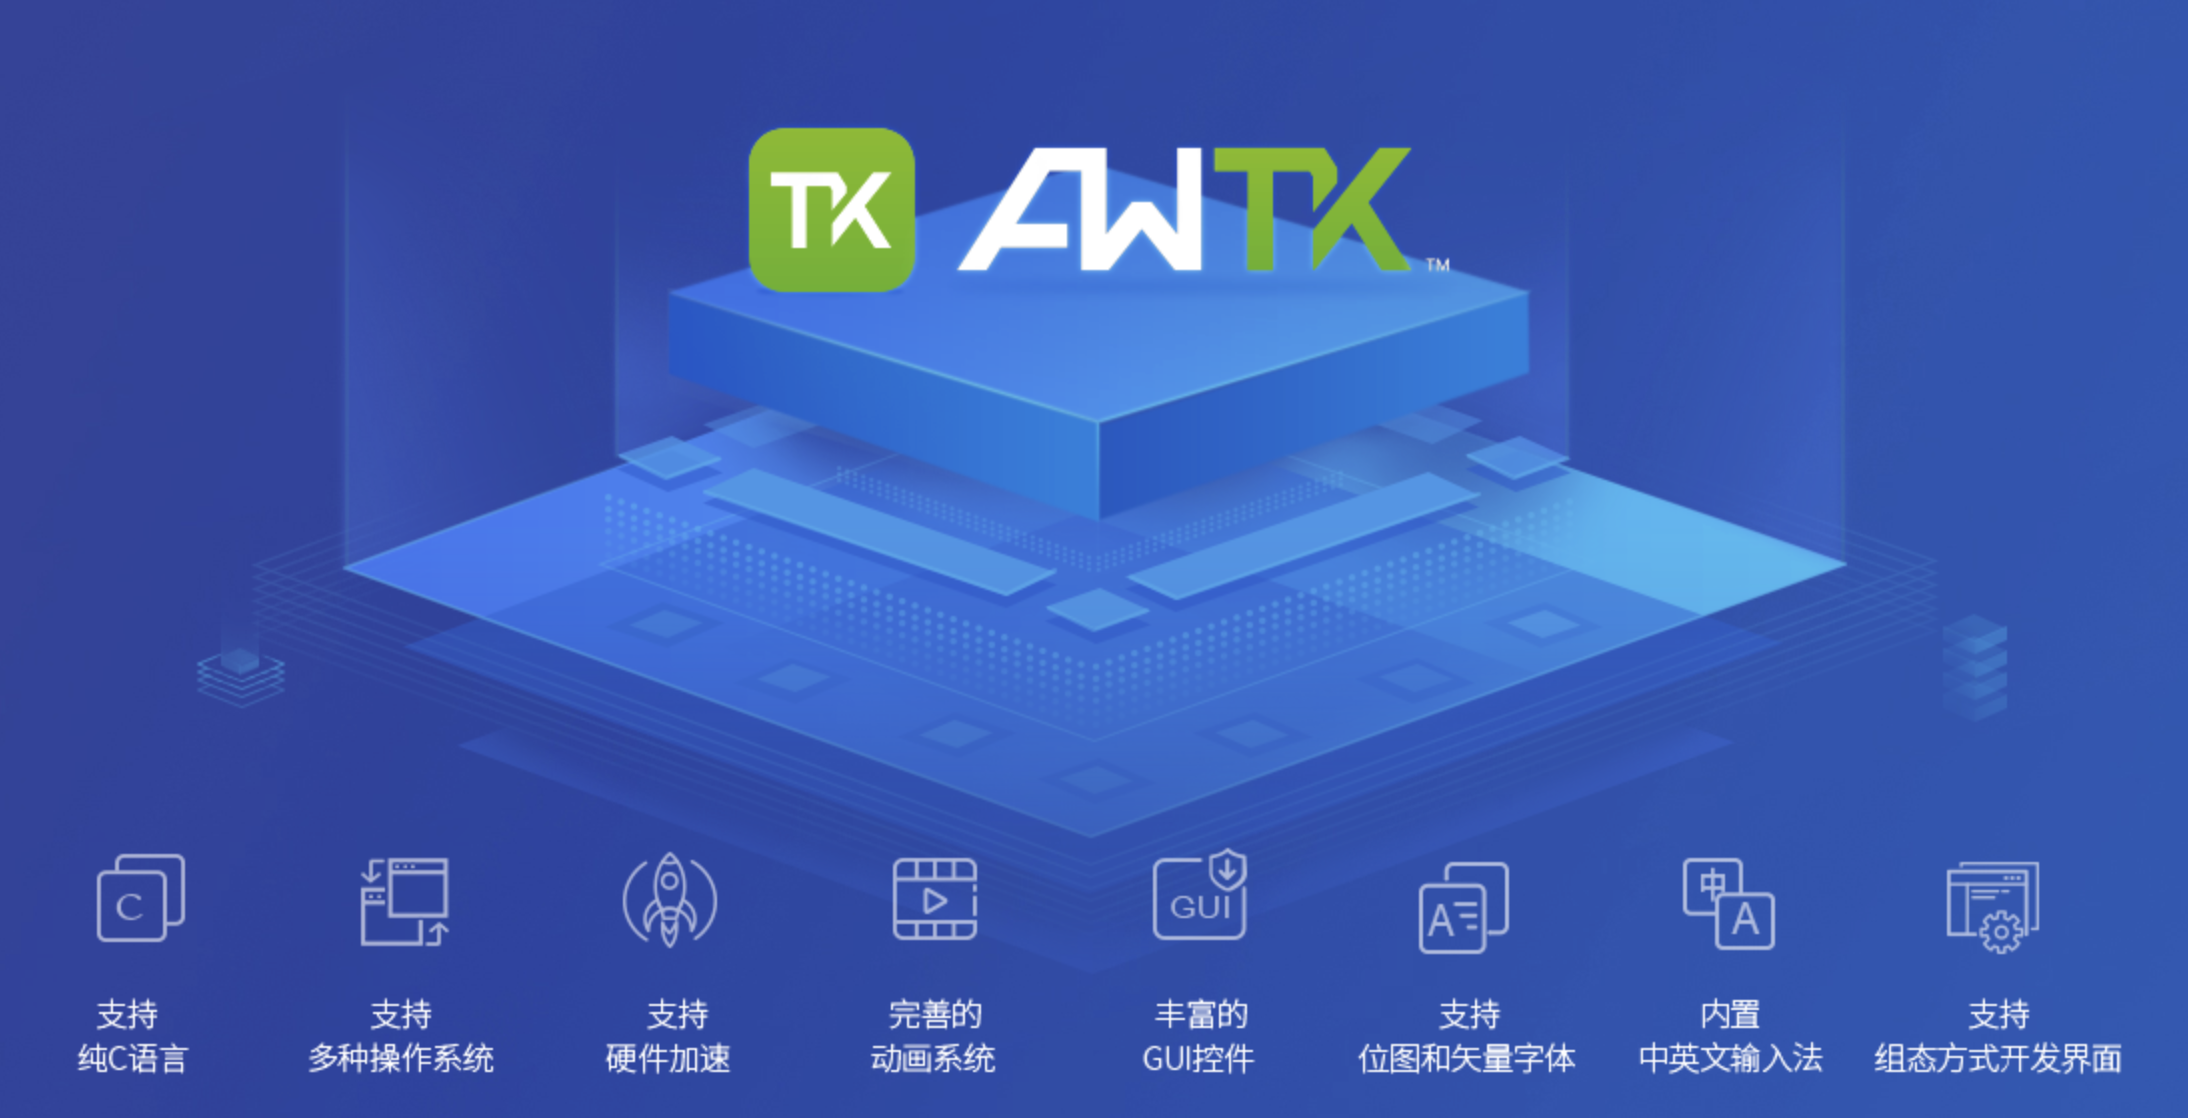 TK AWTK ™
C
GUI
A
中 A
支持
纯C语言
支持
多种操作系统
支持
硬件加速
完善的
动画系统
丰富的
GUI控件
支持
位图和矢量字体
内置
中英文输入法
支持
组态方式开发界面